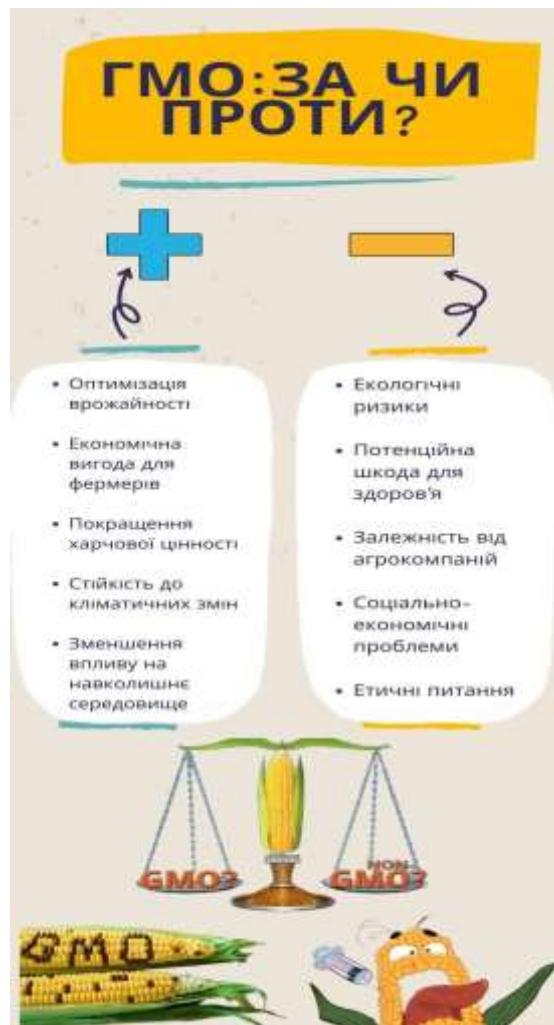 ГМО:ЗА ЧИ
ПРОТИ?
• Оптимізація
врожайності
• Економічна
вигода для
фермерів
• Покращення
харчової цінності
• Стійкість до
кліматичних змін
• Зменшення
впливу на
навколишнє
середовище
• Екологічні
ризики
• Потенційна
шкода для
здоров'я
• Залежність від
агрокомпаній
• Соціально-
економічні
проблеми
• Етичні питання
GMO?
NON
GMO?
GMO